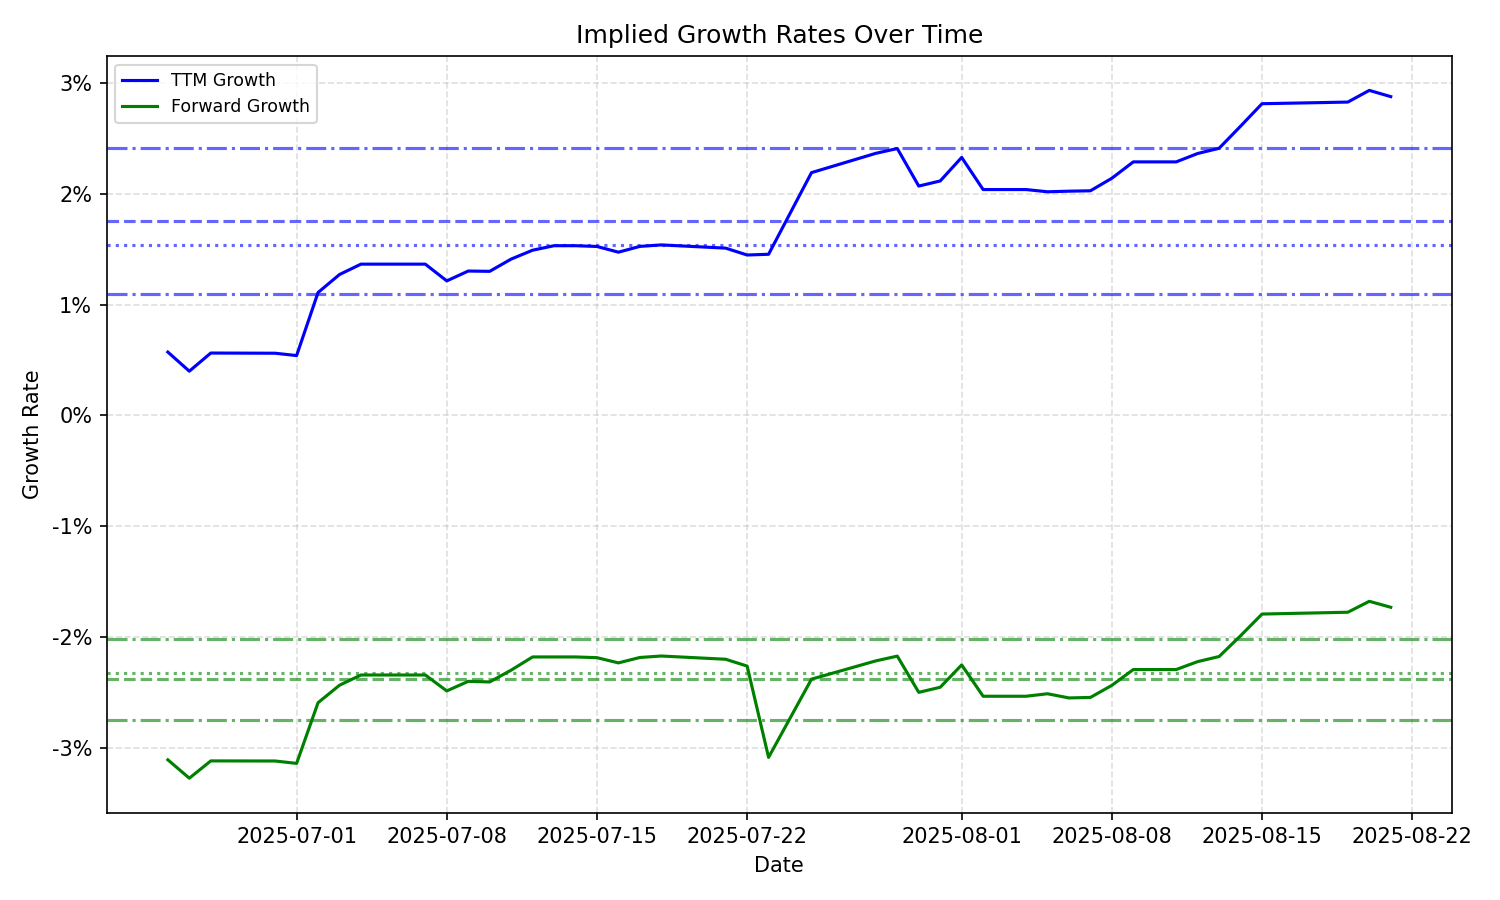 Implied Growth Rates Over Time
TTM Growth
Forward Growth
3%
2%
1%
0%
-1%
-2%
-3%
Growth Rate
2025-07-01 2025-07-08 2025-07-15 2025-07-22 2025-08-01 2025-08-08 2025-08-15 2025-08-22
Date